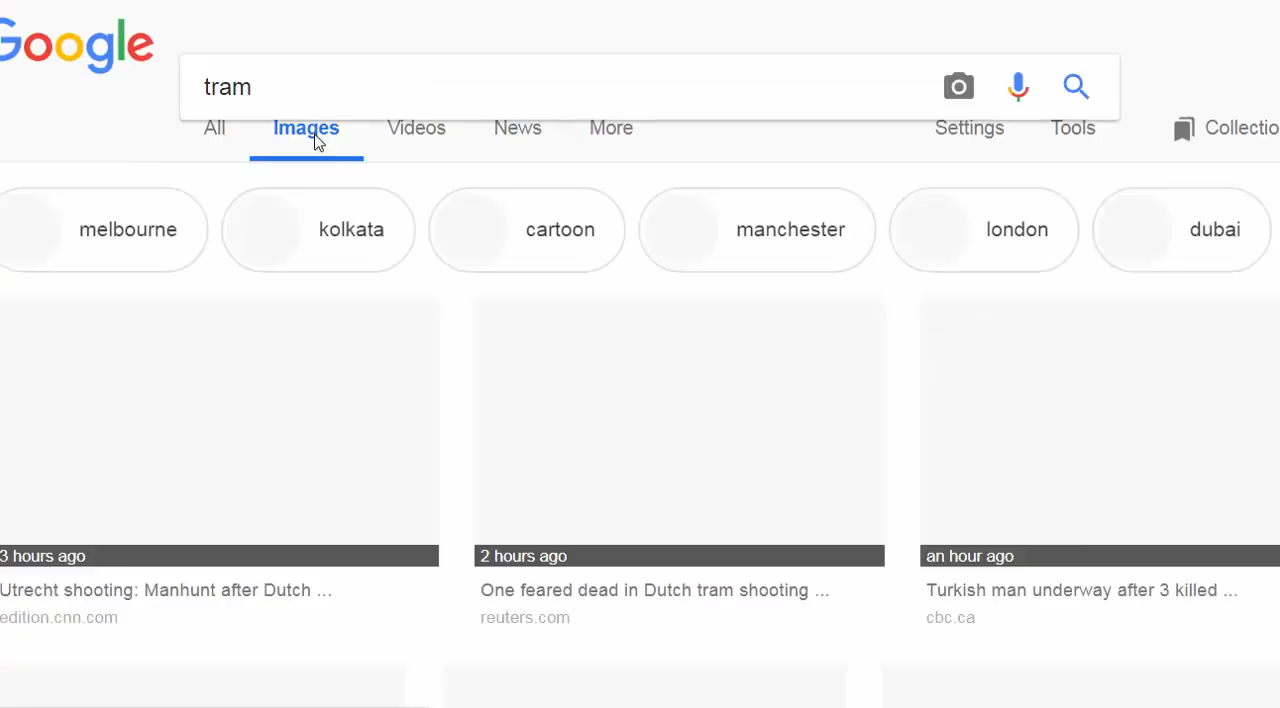 Google
tram
All Images Videos News More Settings Tools Collectio
melbourne kolkata cartoon manchester london dubai
3 hours ago 2 hours ago an hour ago
Utrecht shooting: Manhunt after Dutch ... One feared dead in Dutch tram shooting ... Turkish man underway after 3 killed ...
edition.cnn.com reuters.com cbc.ca